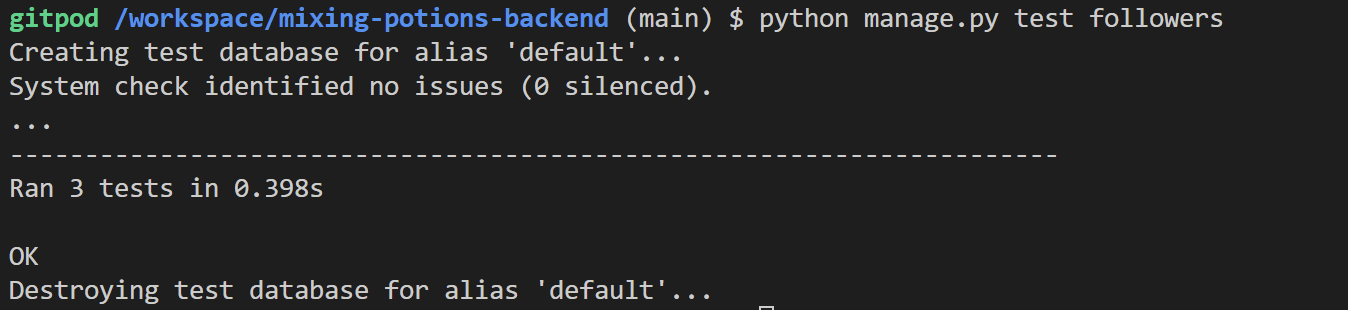 gitpod /workspace/mixing-potions-backend (main) $ python manage.py test followers
Creating test database for alias 'default'...
System check identified no issues (0 silenced).
...
----------------------------------------------------------------------
Ran 3 tests in 0.398s
OK
Destroying test database for alias 'default'...